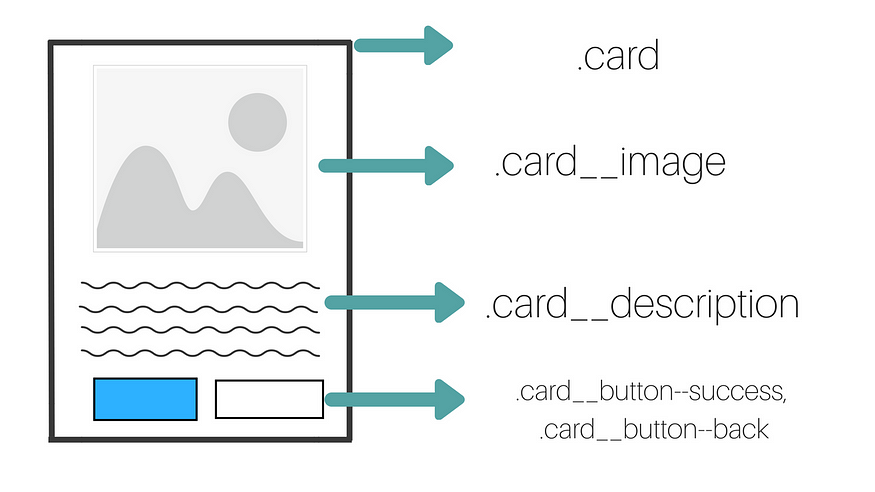 .card
.card__image
.card__description
.card__button--success,
.card__button--back